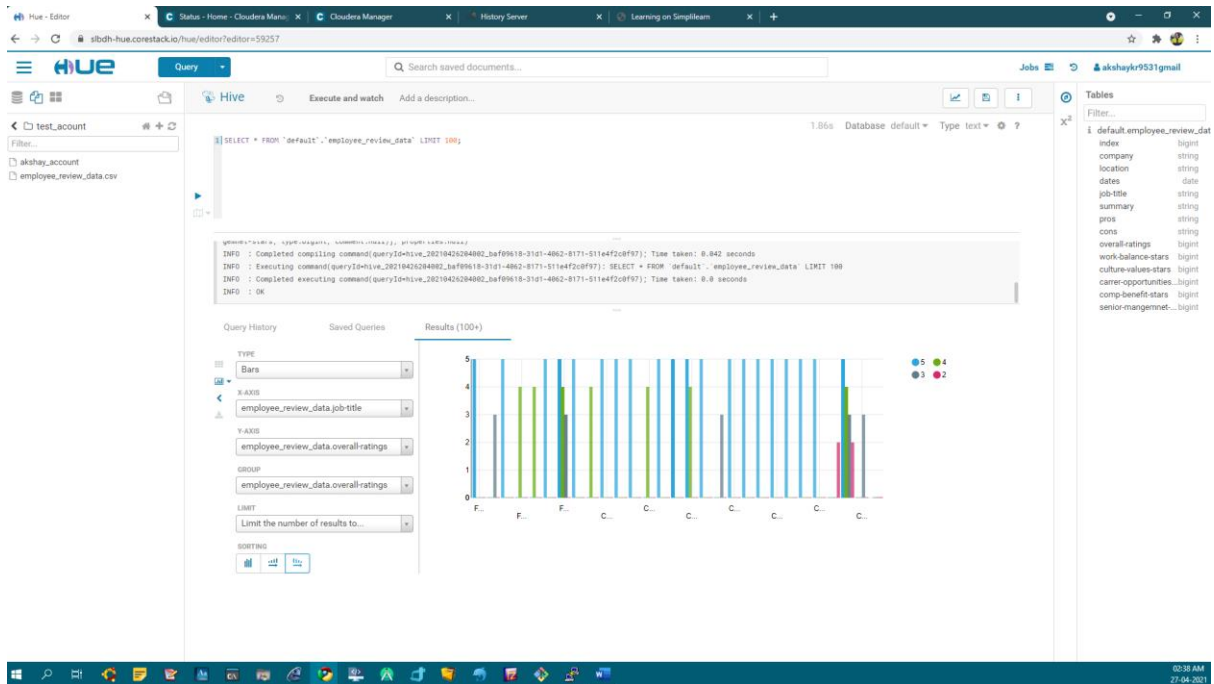 Hue - Editor
Status - Home - Cloudera Mana
Cloudera Manager
History Server
Learning on Simplilearn
slbdh-hue.corestack.io/hue/editor?editor=59257
HUE
Query
Search saved documents...
Jobs
akshaykr9531gmail
Hive
Execute and watch
Add a description...
Tables
Filter...
test_acount
Filter...
akshay_account
employee_review_data.csv
1.86s Database default Type text ?
1 SELECT * FROM `default`.`employee_review_data` LIMIT 100;
default.employee_review_dat
index bigint
company string
location string
dates date
job-title string
summary string
pros string
cons string
overall-ratings bigint
work-balance-stars bigint
culture-values-stars bigint
carrer-opportunities... bigint
comp-benefit-stars bigint
senior-mangemnet-... bigint
INFO : Completed compiling command(queryId=hive_20210426204002_baf09618-31d1-4062-8171-511e4f2c0f97); Time taken: 0.042 seconds
INFO : Executing command(queryId=hive_20210426204002_baf09618-31d1-4062-8171-511e4f2c0f97): SELECT * FROM `default`.`employee_review_data` LIMIT 100
INFO : Completed executing command(queryId=hive_20210426204002_baf09618-31d1-4062-8171-511e4f2c0f97); Time taken: 0.0 seconds
INFO : OK
Query History
Saved Queries
Results (100+)
TYPE
Bars
X-AXIS
employee_review_data.job-title
Y-AXIS
employee_review_data.overall-ratings
GROUP
employee_review_data.overall-ratings
LIMIT
Limit the number of results to...
SORTING
5
4
3
2
1
0
F...
F...
F...
C...
C...
C...
C...
C...
C...
C...
5 4
3 2
02:38 AM
27-04-2021